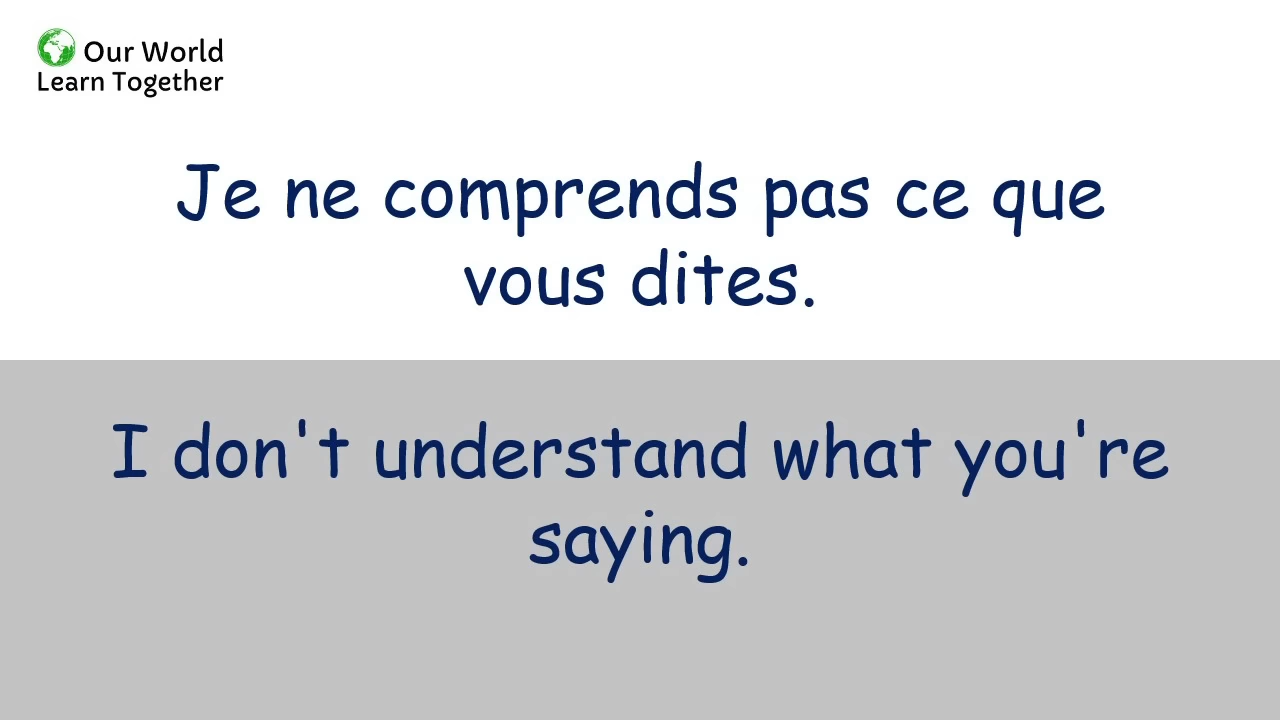 Our World
Learn Together
Je ne comprends pas ce que
vous dites.
I don't understand what you're
saying.